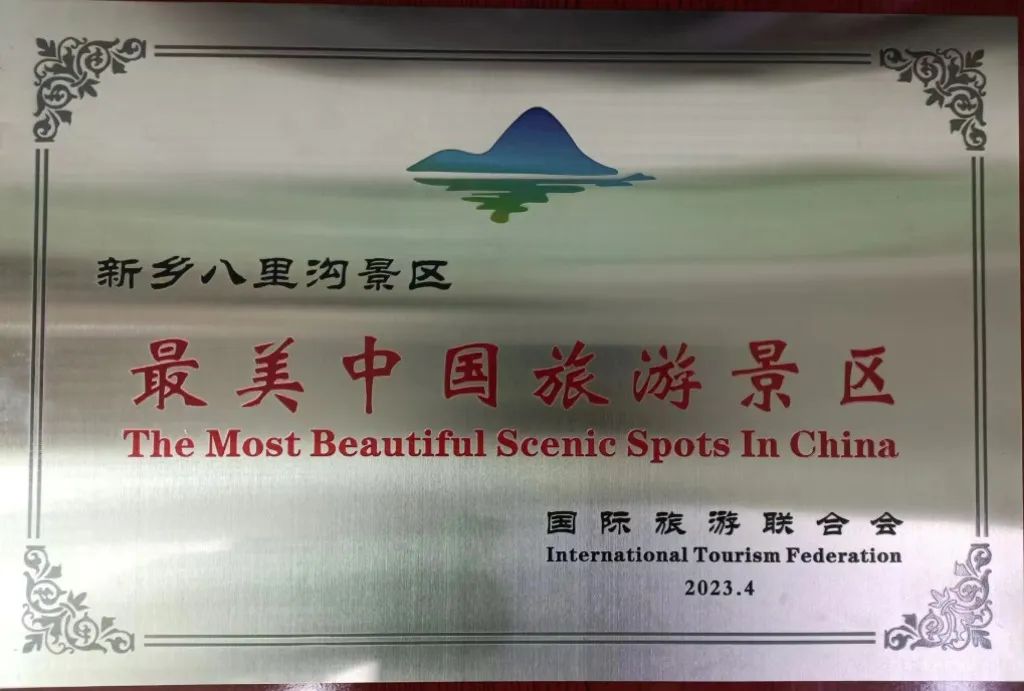 新乡八里沟景区
最美中国旅游景区
The Most Beautiful Scenic Spots In China
国际旅游联合会
International Tourism Federation
2023.4